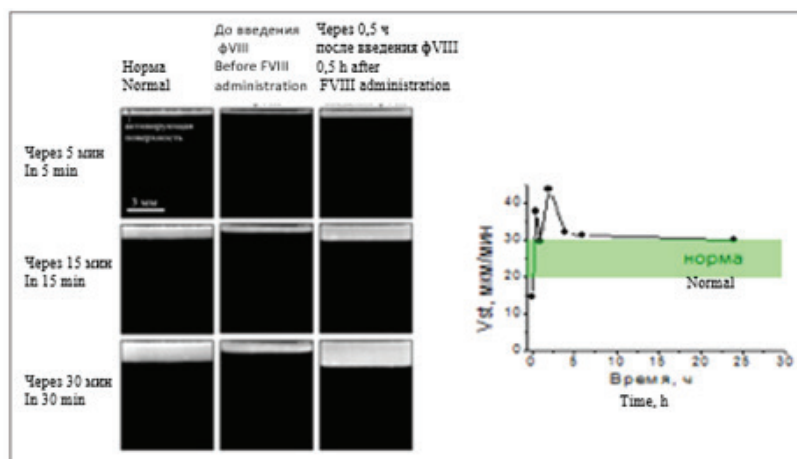 До введения
фVIII
Before FVIII
administration
Через 0,5 ч
после введения фVIII
0,5 h after
FVIII administration
Норма
Normal
Через 5 мин
In 5 min
активирующая
поверхность
3 мм
Через 15 мин
In 15 min
Через 30 мин
In 30 min
Vst, мкм/мин
40
30
20
10
0
норма
Normal
0
5
10
15
20
25
30
Время, ч
Time, h